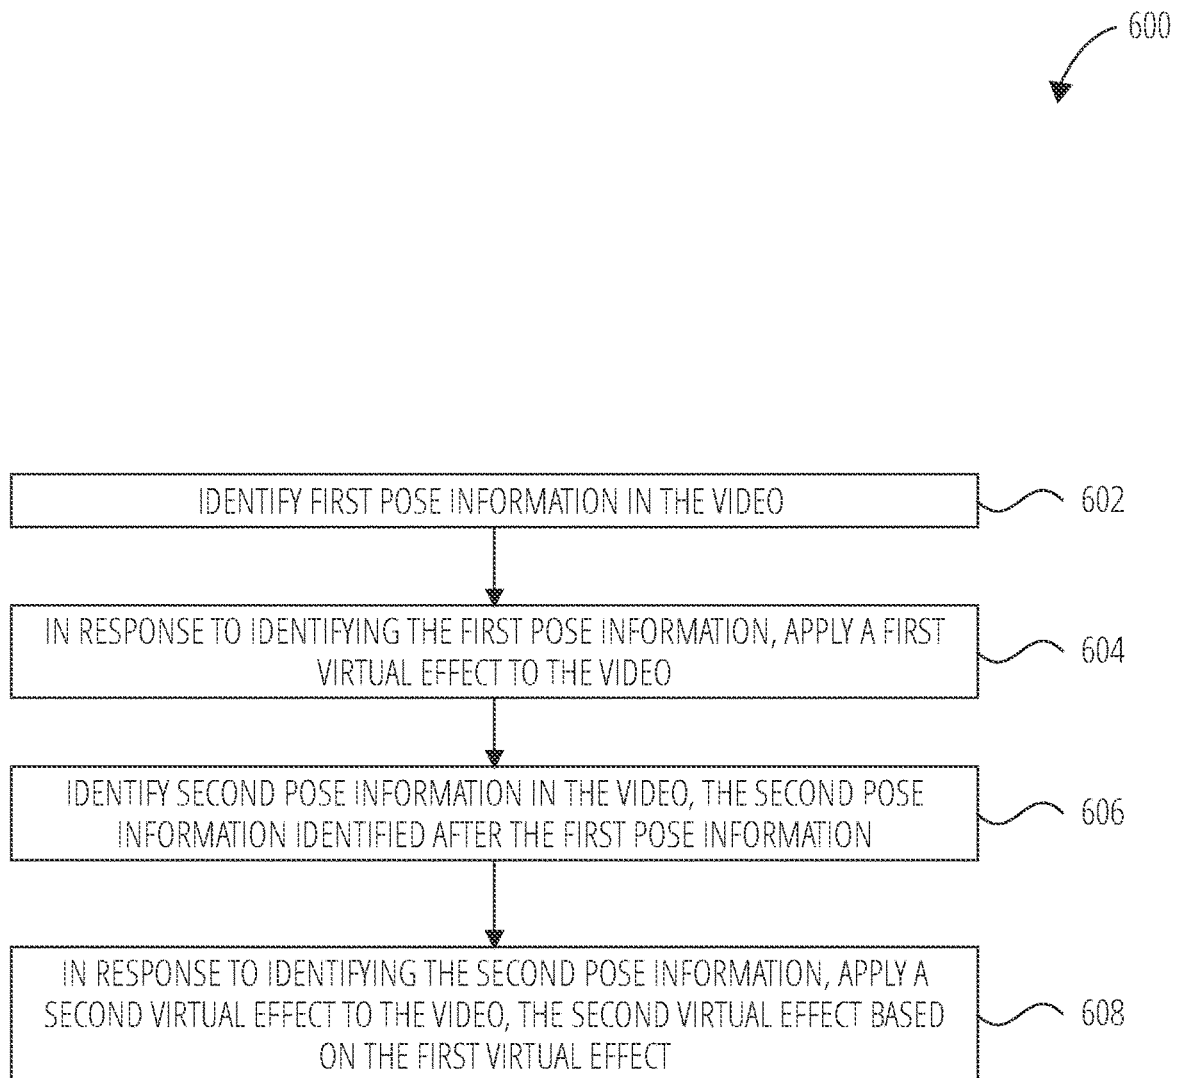 600
IDENTIFY FIRST POSE INFORMATION IN THE VIDEO
602
IN RESPONSE TO IDENTIFYING THE FIRST POSE INFORMATION, APPLY A FIRST
VIRTUAL EFFECT TO THE VIDEO
604
IDENTIFY SECOND POSE INFORMATION IN THE VIDEO, THE SECOND POSE
INFORMATION IDENTIFIED AFTER THE FIRST POSE INFORMATION
606
IN RESPONSE TO IDENTIFYING THE SECOND POSE INFORMATION, APPLY A
SECOND VIRTUAL EFFECT TO THE VIDEO, THE SECOND VIRTUAL EFFECT BASED
ON THE FIRST VIRTUAL EFFECT
608